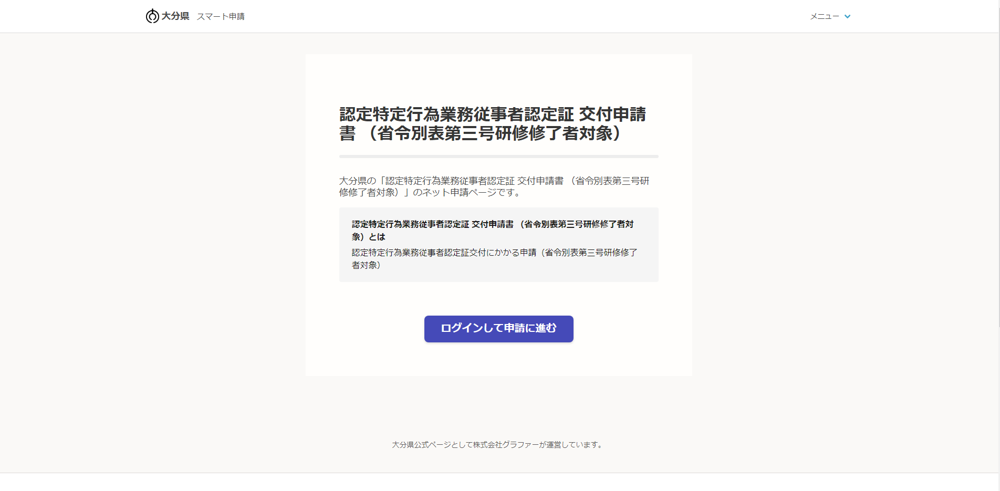 大分県 スマート申請
メニュー
認定特定行為業務従事者認定証 交付申請
書 （省令別表第三号研修修了者対象）
大分県の「認定特定行為業務従事者認定証 交付申請書 （省令別表第三号研
修修了者対象）」のネット申請ページです。
認定特定行為業務従事者認定証 交付申請書 （省令別表第三号研修修了者対
象）とは
認定特定行為業務従事者認定証交付にかかる申請（省令別表第三号研修修了
者対象）
ログインして申請に進む
大分県公式ページとして株式会社グラファーが運営しています。